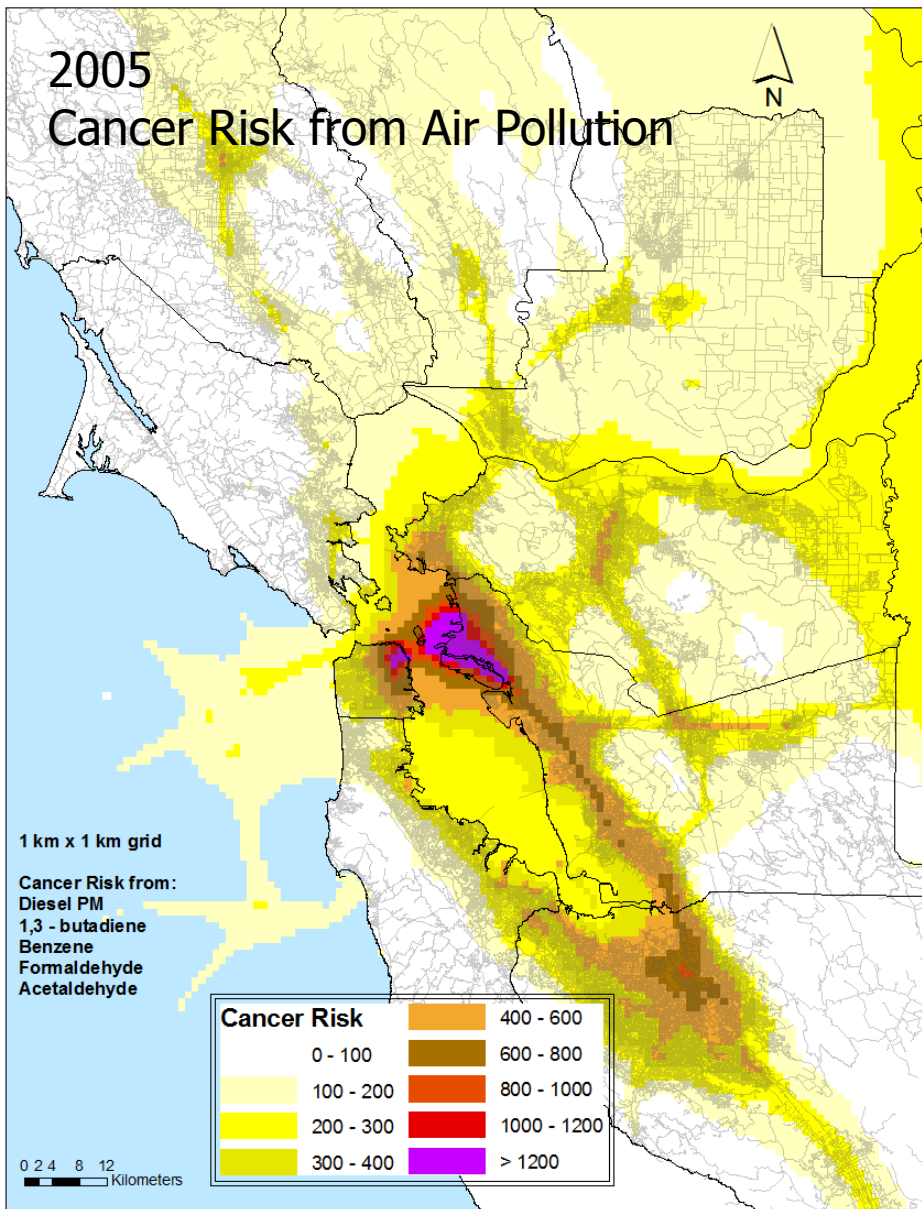 2005
Cancer Risk from Air Pollution
N
1 km x 1 km grid
Cancer Risk from:
Diesel PM
1,3 - butadiene
Benzene
Formaldehyde
Acetaldehyde
Cancer Risk
0 - 100
100 - 200
200 - 300
300 - 400
400 - 600
600 - 800
800 - 1000
1000 - 1200
> 1200
0 2 4 8 12
Kilometers